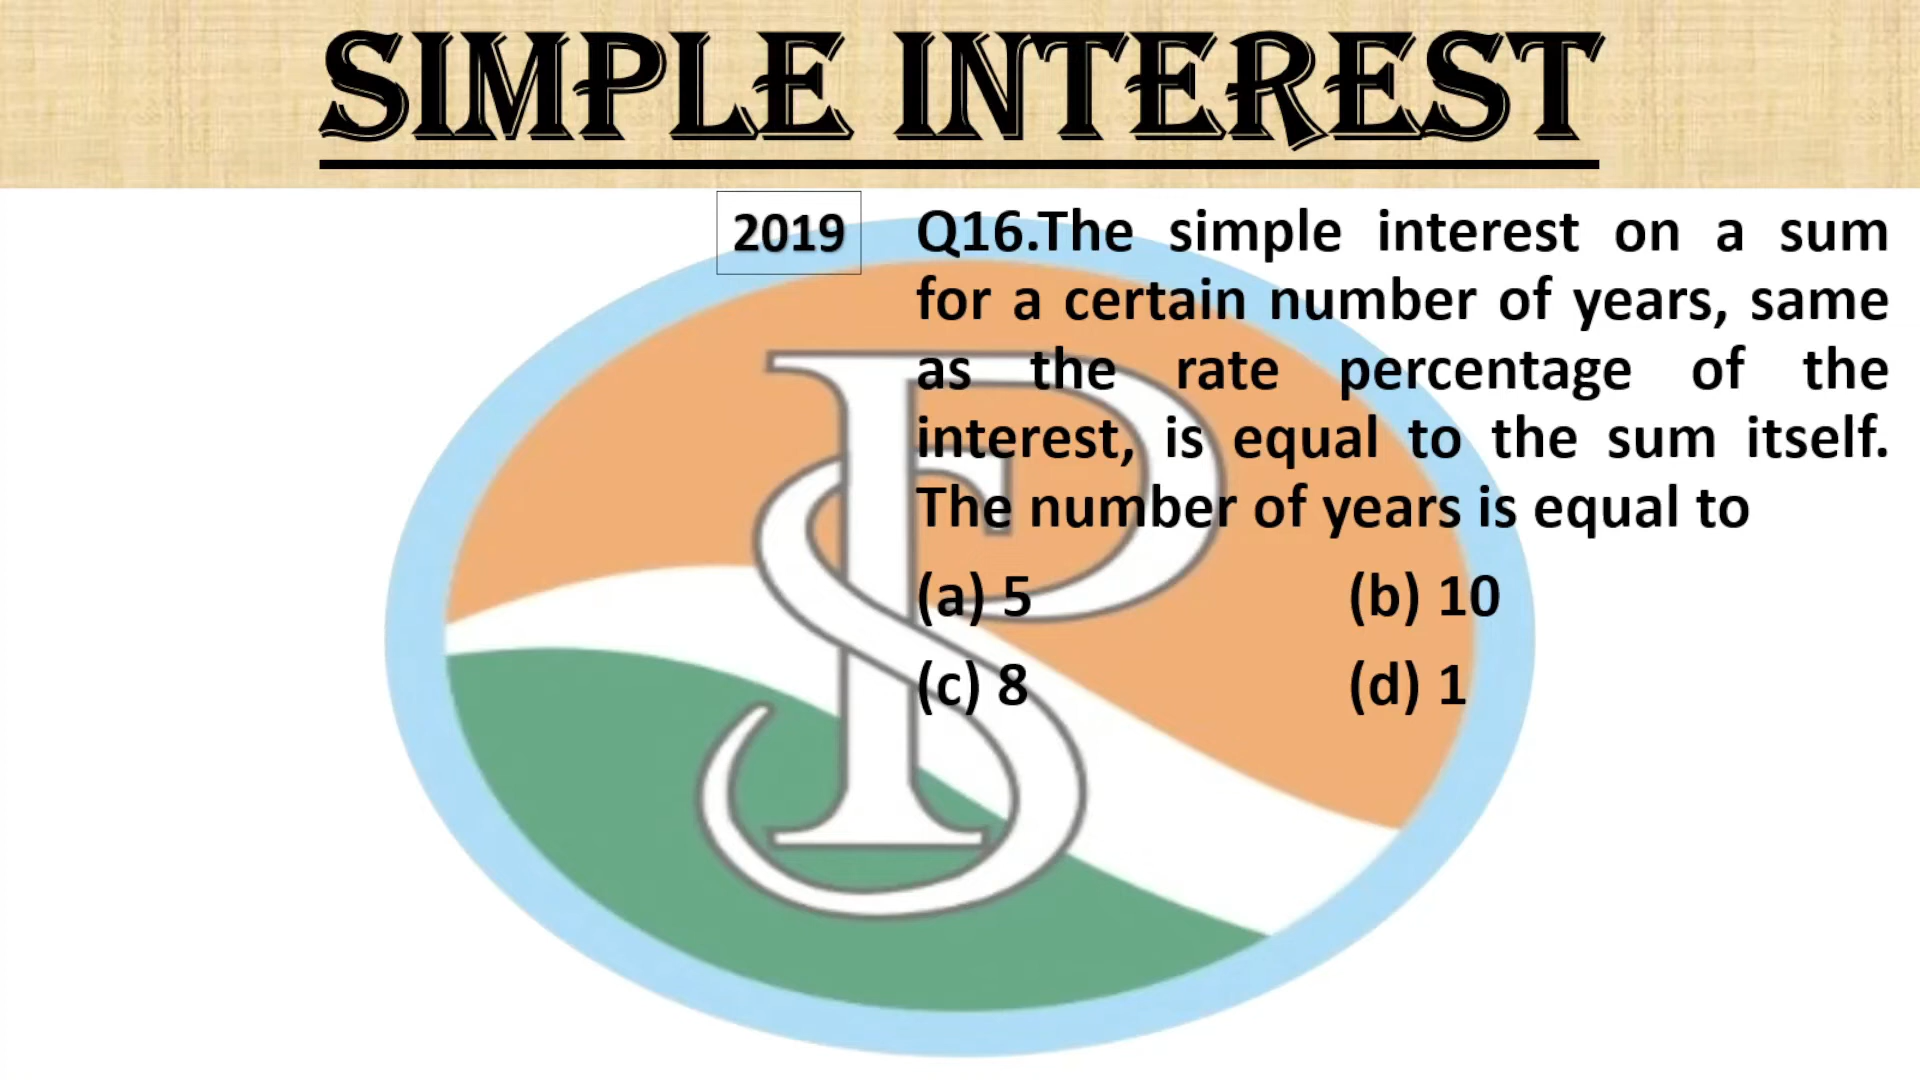 SIMPLE INTEREST
2019
Q16.The simple interest on a sum
for a certain number of years, same
as the rate percentage of the
interest, is equal to the sum itself.
The number of years is equal to
(a) 5 (b) 10
(c) 8 (d) 1